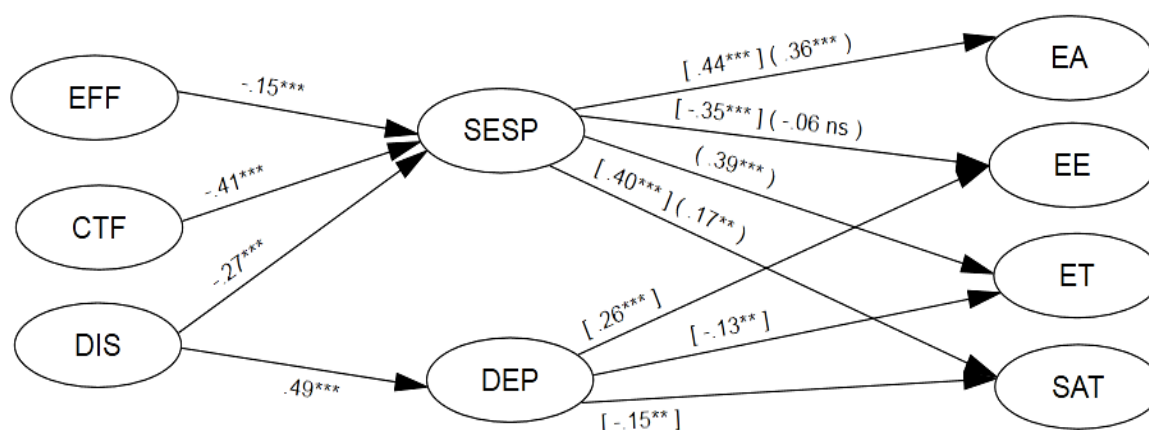 EFF
CTF
DIS
-.15***
-.41***
-.27***
.49***
SESP
DEP
[ .44*** ] ( .36*** )
[ -.35*** ] ( -.06 ns )
( .39*** )
[ .40*** ] ( .17** )
[ .26*** ]
[ -.13** ]
[ -.15** ]
EA
EE
ET
SAT